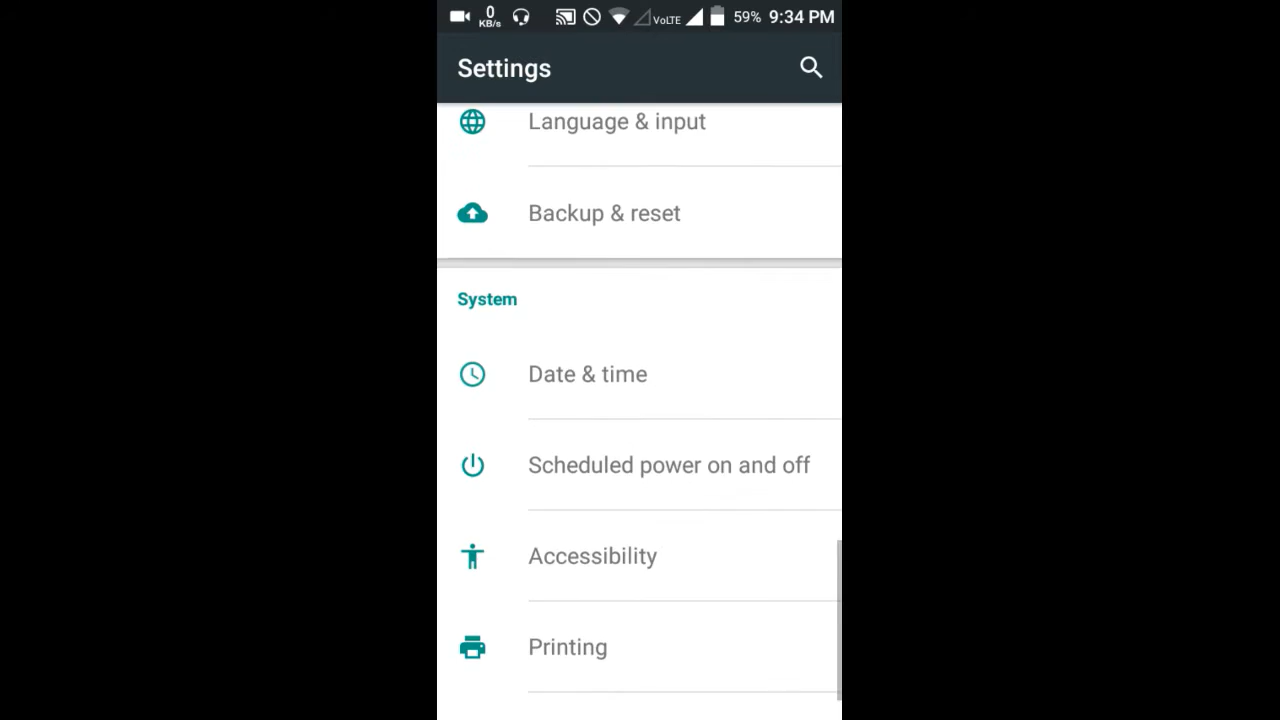 0
KB/s
VoLTE
59% 9:34 PM
Settings
Language & input
Backup & reset
System
Date & time
Scheduled power on and off
Accessibility
Printing